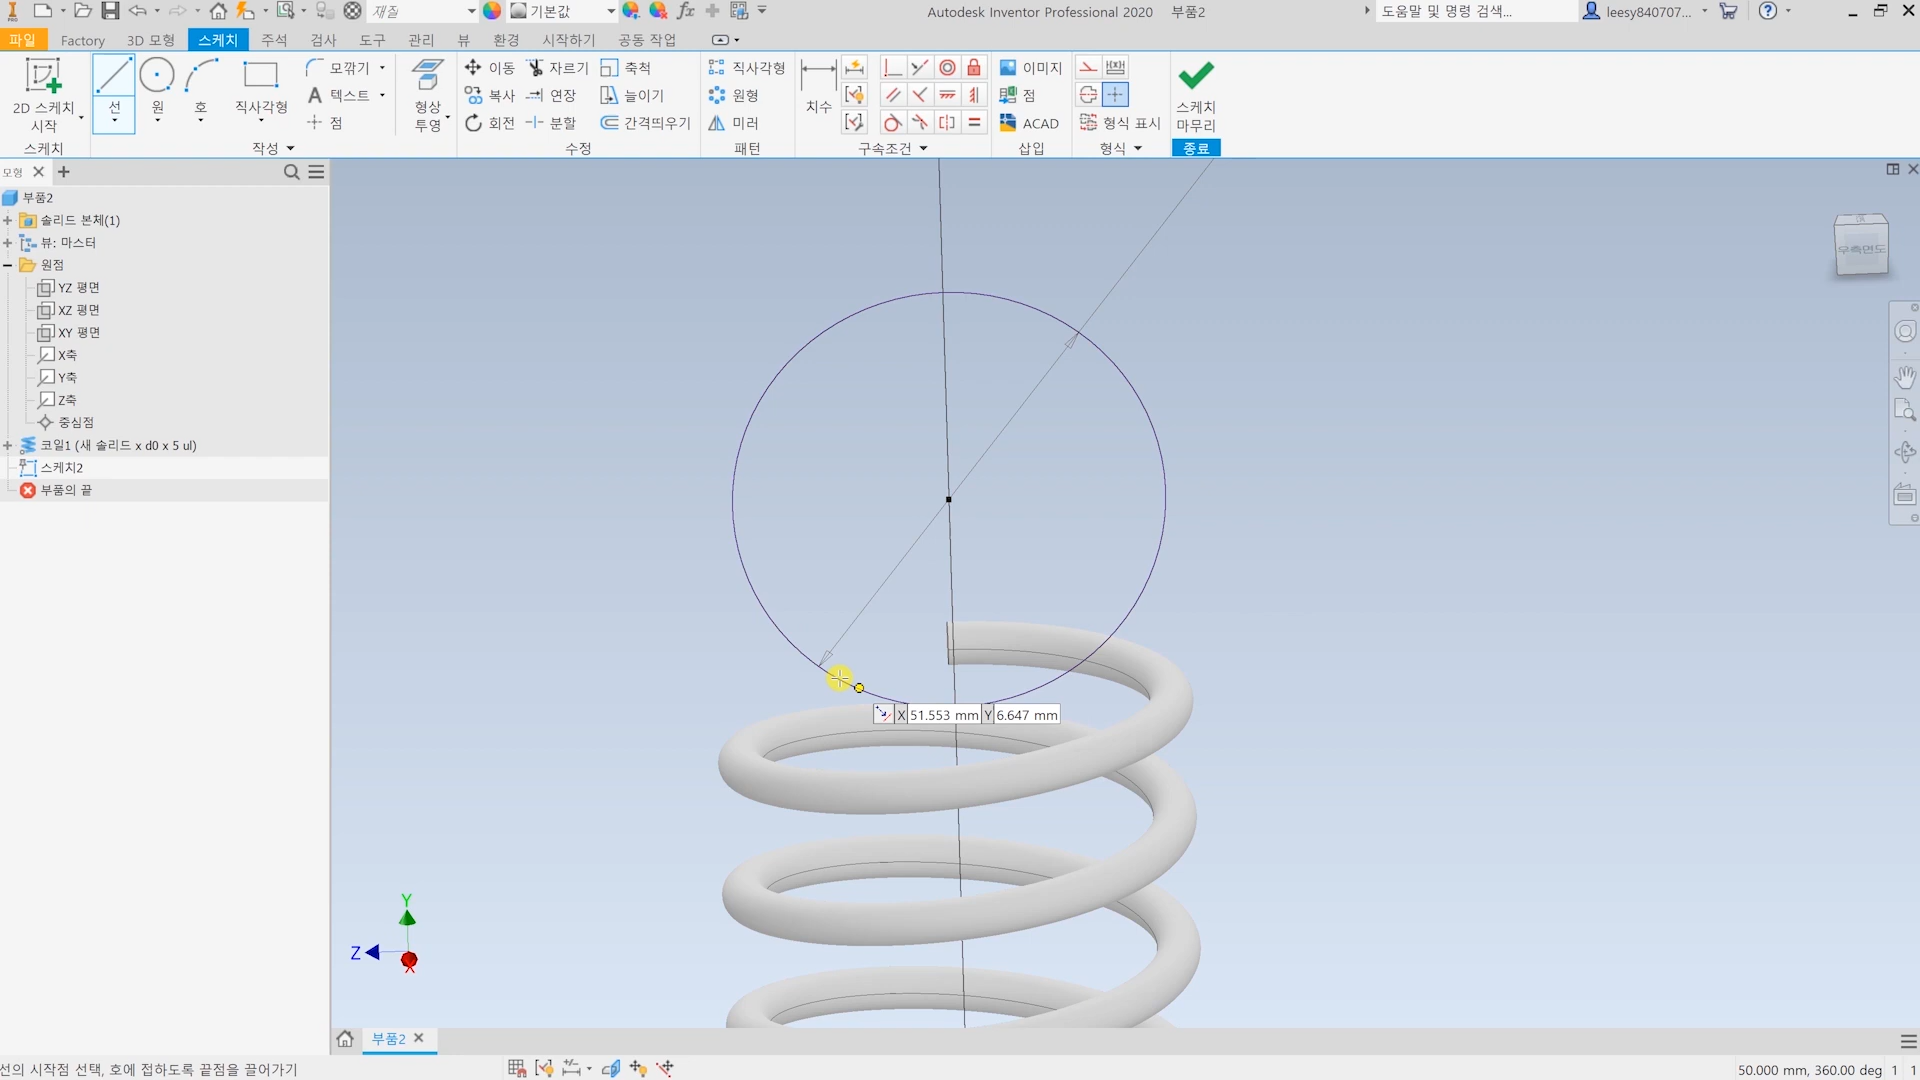 재질
기본값
Autodesk Inventor Professional 2020 부품2
도움말 및 명령 검색...
leesy840707...
파일 Factory 3D 모형 스케치 주석 검사 도구 관리 뷰 환경 시작하기 공동 작업
2D 스케치
시작
선
원
호
직사각형
모깎기
텍스트
점
형상
투영
이동 자르기 축척
복사 연장 늘이기
회전 분할 간격띄우기
직사각형
원형
미러
치수
이미지
점
ACAD
형식 표시
스케치
마무리
스케치 작성 수정 패턴 구속조건 삽입 형식 종료
모형
부품2
솔리드 본체(1)
뷰: 마스터
원점
YZ 평면
XZ 평면
XY 평면
X축
Y축
Z축
중심점
코일1 (새 솔리드 x d0 x 5 ul)
스케치2
부품의 끝
우측면도
X 51.553 mm Y 6.647 mm
Y
Z
X
부품2
선의 시작점 선택, 호에 접하도록 끝점을 끌어가기
50.000 mm, 360.00 deg 1 1